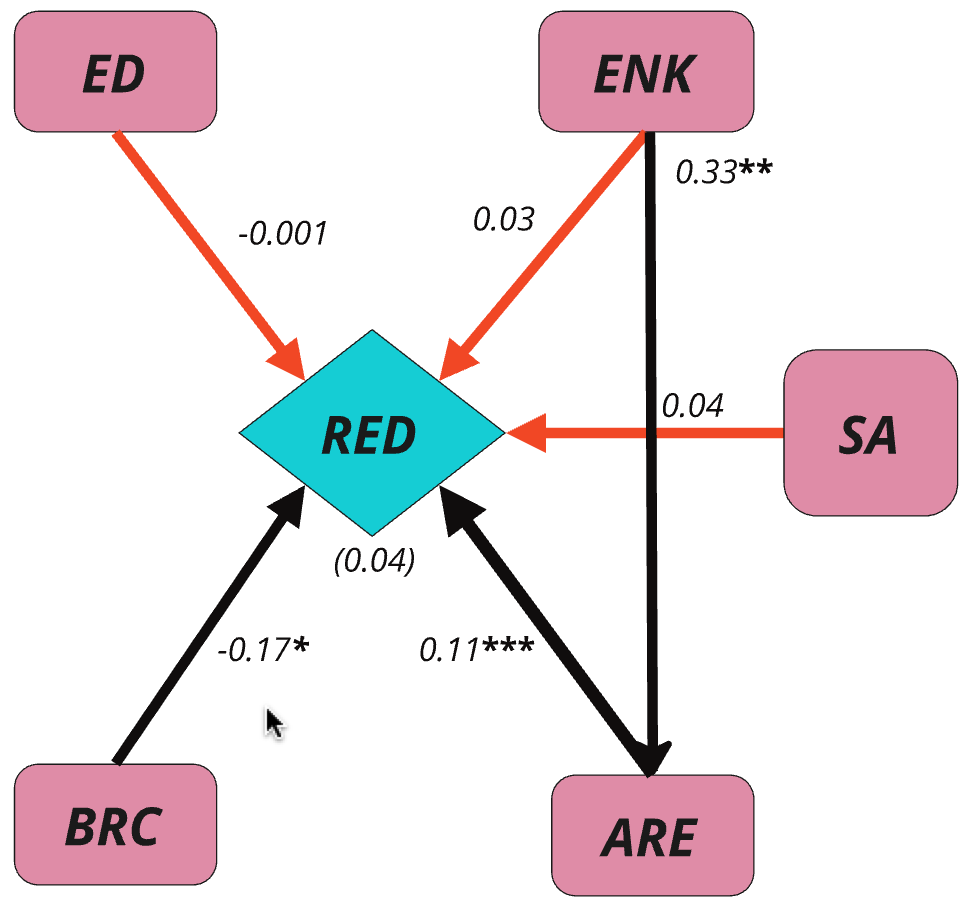 ED
ENK
0.33**
0.03
-0.001
0.04
RED
SA
(0.04)
-0.17*
0.11***
BRC
ARE